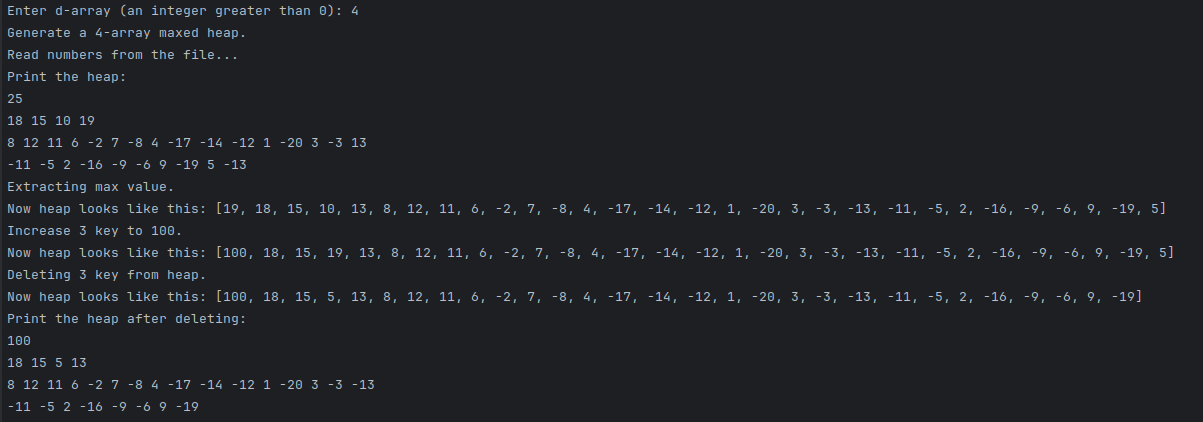 Enter d-array (an integer greater than 0): 4
Generate a 4-array maxed heap.
Read numbers from the file...
Print the heap:
25
18 15 10 19
8 12 11 6 -2 7 -8 4 -17 -14 -12 1 -20 3 -3 13
-11 -5 2 -16 -9 -6 9 -19 5 -13
Extracting max value.
Now heap looks like this: [19, 18, 15, 10, 13, 8, 12, 11, 6, -2, 7, -8, 4, -17, -14, -12, 1, -20, 3, -3, -13, -11, -5, 2, -16, -9, -6, 9, -19, 5]
Increase 3 key to 100.
Now heap looks like this: [100, 18, 15, 19, 13, 8, 12, 11, 6, -2, 7, -8, 4, -17, -14, -12, 1, -20, 3, -3, -13, -11, -5, 2, -16, -9, -6, 9, -19, 5]
Deleting 3 key from heap.
Now heap looks like this: [100, 18, 15, 5, 13, 8, 12, 11, 6, -2, 7, -8, 4, -17, -14, -12, 1, -20, 3, -3, -13, -11, -5, 2, -16, -9, -6, 9, -19]
Print the heap after deleting:
100
18 15 5 13
8 12 11 6 -2 7 -8 4 -17 -14 -12 1 -20 3 -3 -13
-11 -5 2 -16 -9 -6 9 -19